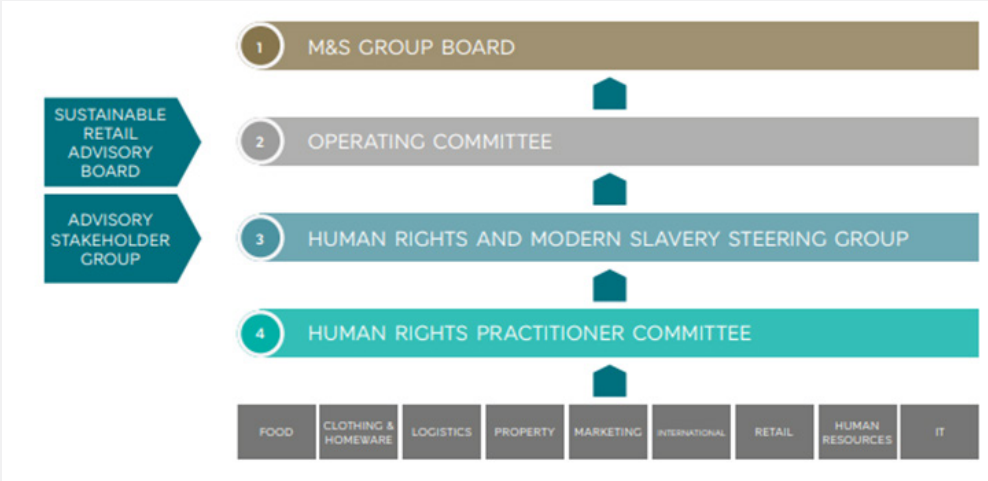 1
M&S GROUP BOARD
SUSTAINABLE
RETAIL
ADVISORY
BOARD
2
OPERATING COMMITTEE
ADVISORY
STAKEHOLDER
GROUP
3
HUMAN RIGHTS AND MODERN SLAVERY STEERING GROUP
4
HUMAN RIGHTS PRACTITIONER COMMITTEE
FOOD
CLOTHING &
HOMEWARE
LOGISTICS
PROPERTY
MARKETING
INTERNATIONAL
RETAIL
HUMAN
RESOURCES
IT